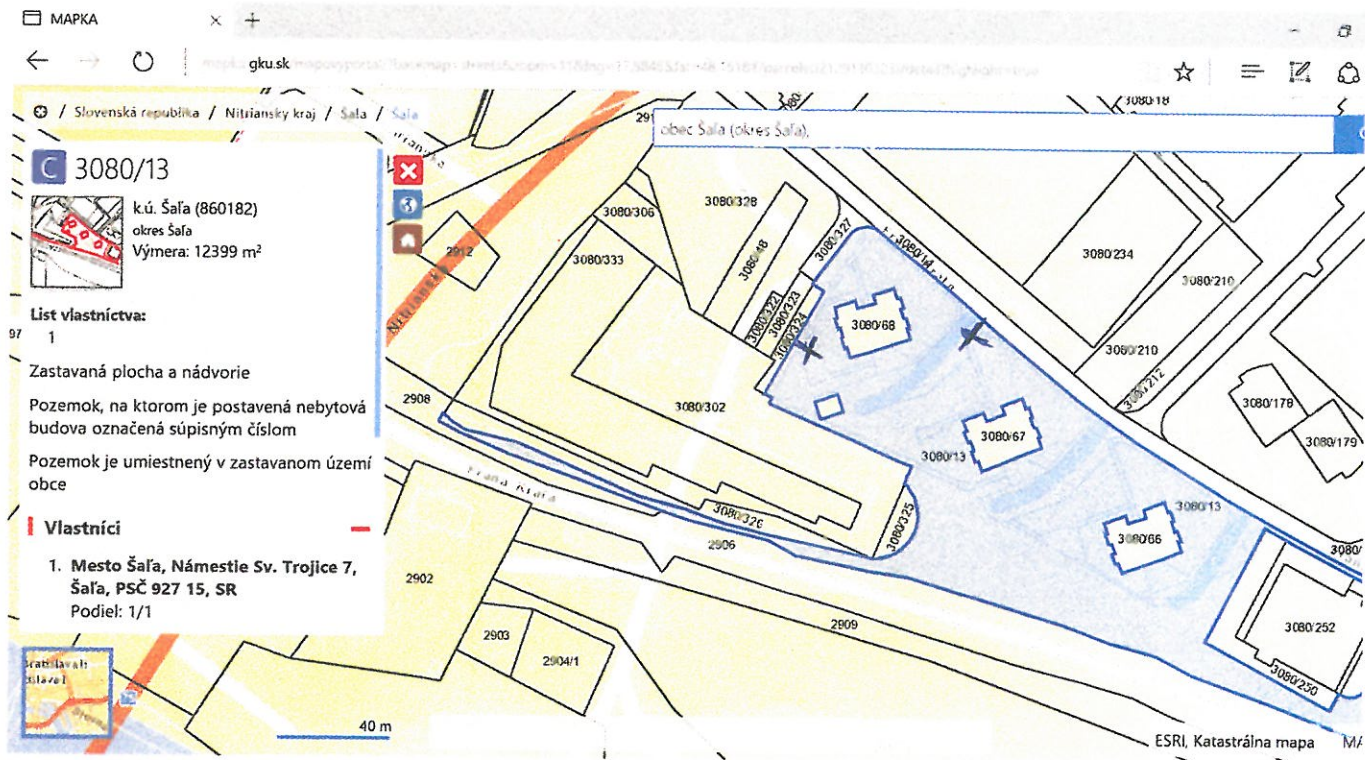 MAPKA
gku.sk
/ Slovenská republika / Nitriansky kraj / Šaľa / Šaľa
obec Šaľa (okres Šaľa),
C 3080/13
k.ú. Šaľa (860182)
okres Šaľa
Výmera: 12399 m²
List vlastníctva:
1
Zastavaná plocha a nádvorie
Pozemok, na ktorom je postavená nebytová
budova označená súpisným číslom
Pozemok je umiestnený v zastavanom území
obce
Vlastníci
1. Mesto Šaľa, Námestie Sv. Trojice 7,
Šaľa, PSČ 927 15, SR
Podiel: 1/1
40 m
3080/18
3080/306
3080/328
3080/327
3080/14
3080/234
3080/210
2912
3080/333
3080/48
Nitrianska
3080/322
3080/323
3080/324
3080/68
3080/210
3080/212
3080/178
3080/179
2908
3080/302
3080/67
3080/13
Fraňa Kráľa
3080/326
3080/325
3080/13
3080/66
2906
2902
2909
3080/252
2903
2904/1
3080/250
ESRI, Katastrálna mapa